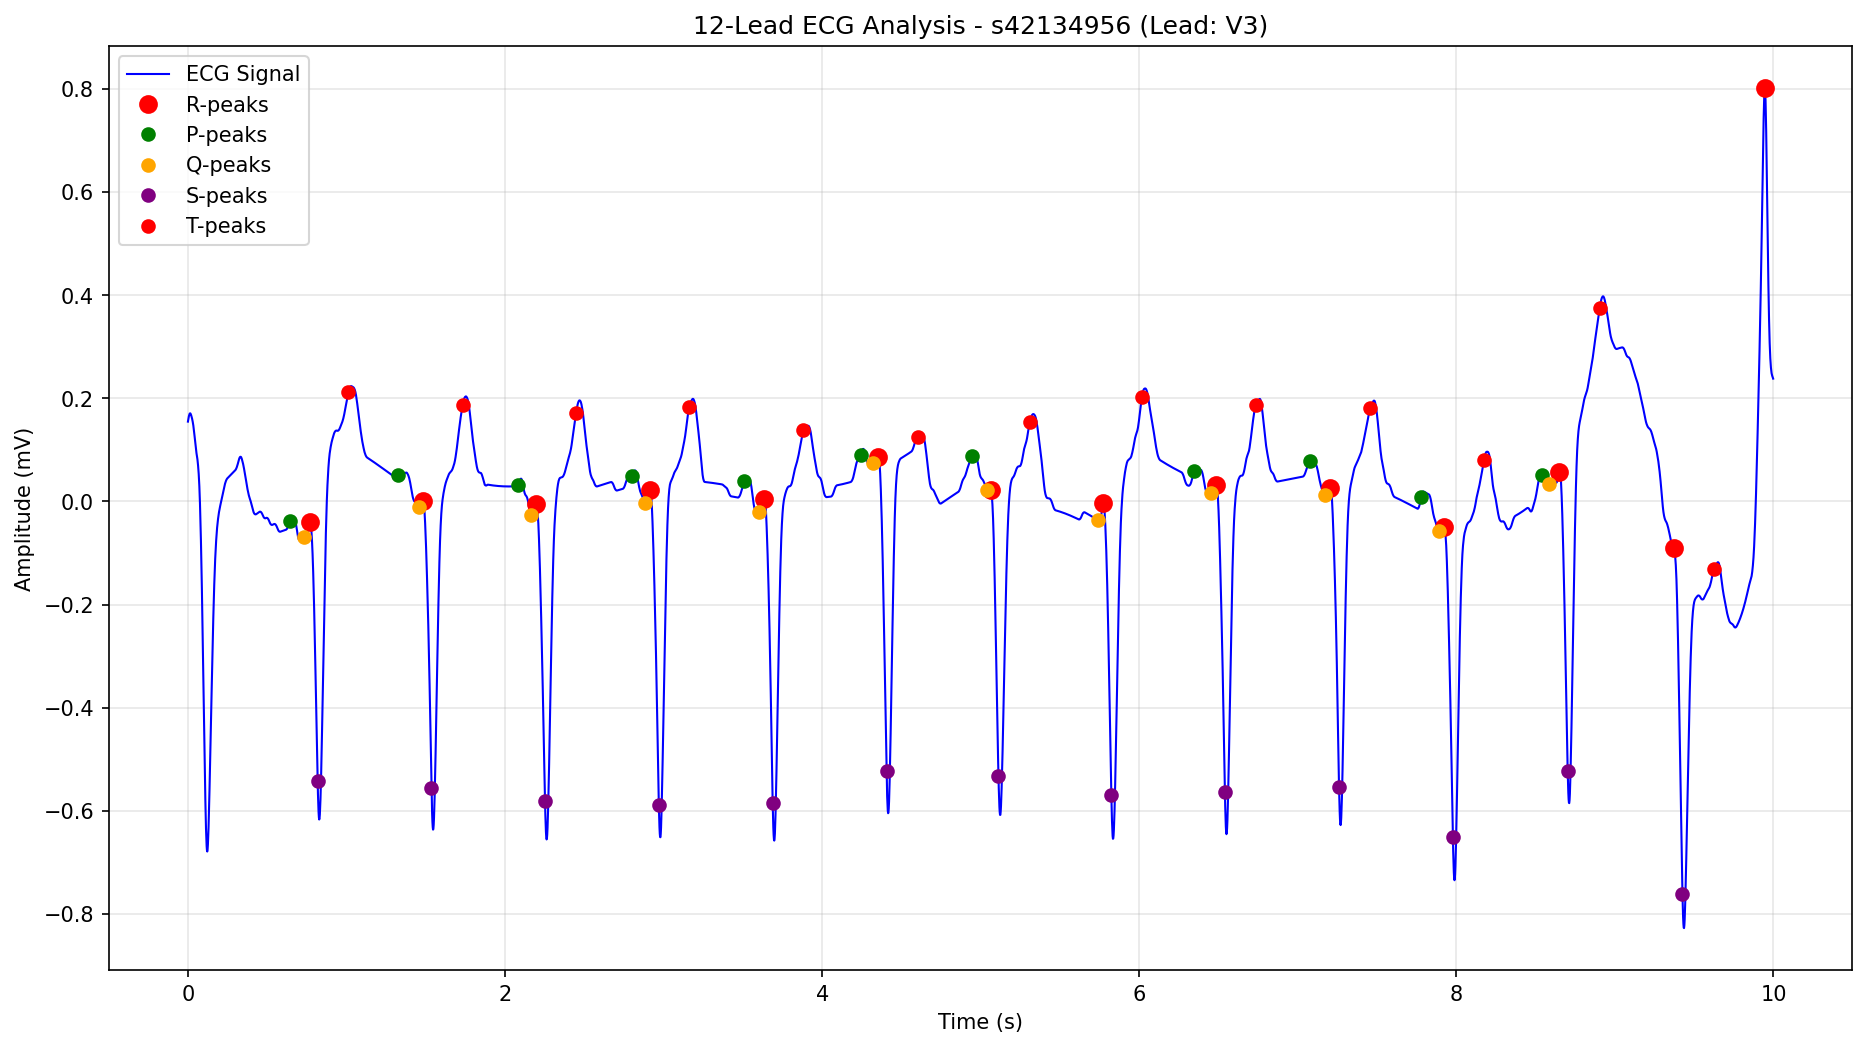 12-Lead ECG Analysis - s42134956 (Lead: V3)
ECG Signal
R-peaks
P-peaks
Q-peaks
S-peaks
T-peaks
Amplitude (mV)
0.8
0.6
0.4
0.2
0.0
−0.2
−0.4
−0.6
−0.8
0 2 4 6 8 10
Time (s)